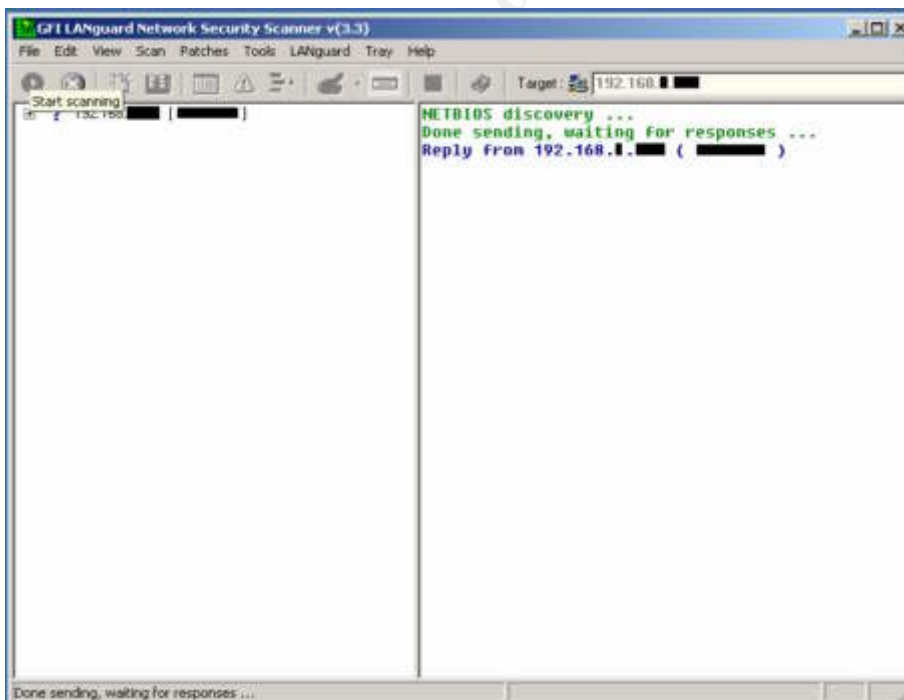 GFI LANguard Network Security Scanner v(3.3)
File Edit View Scan Patches Tools LANguard Tray Help
Target : 192.168.
Start scanning
192.168. [ ]
NETBIOS discovery ...
Done sending, waiting for responses ...
Reply from 192.168. . ( )
Done sending, waiting for responses ...